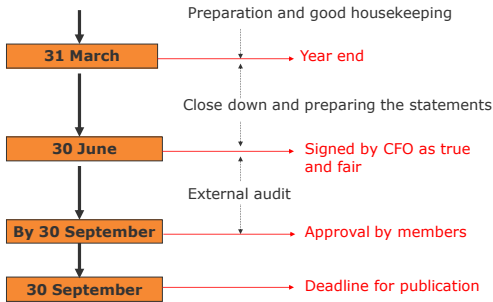 Preparation and good housekeeping
31 March
Year end
Close down and preparing the statements
30 June
Signed by CFO as true
and fair
External audit
By 30 September
Approval by members
30 September
Deadline for publication